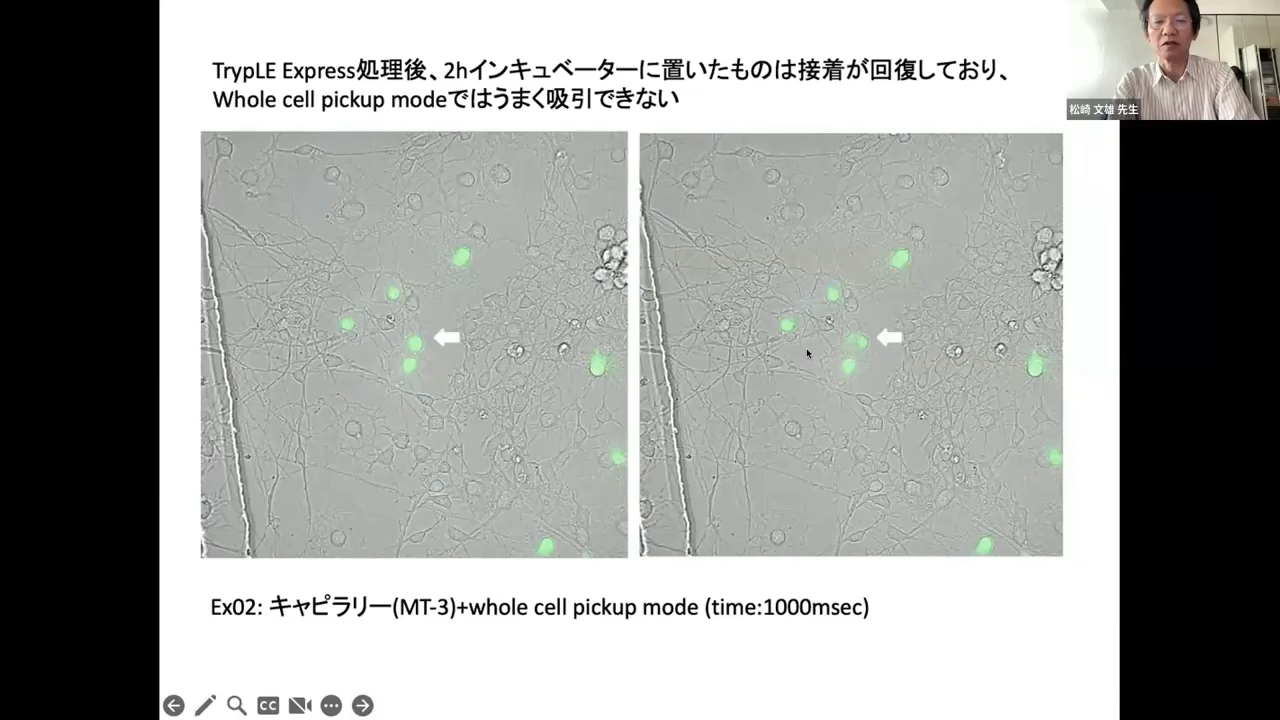 TrypLE Express処理後、2hインキュベーターに置いたものは接着が回復しており、
Whole cell pickup modeではうまく吸引できない
松崎 文雄 先生
Ex02: キャピラリー(MT-3)+whole cell pickup mode (time:1000msec)
CC